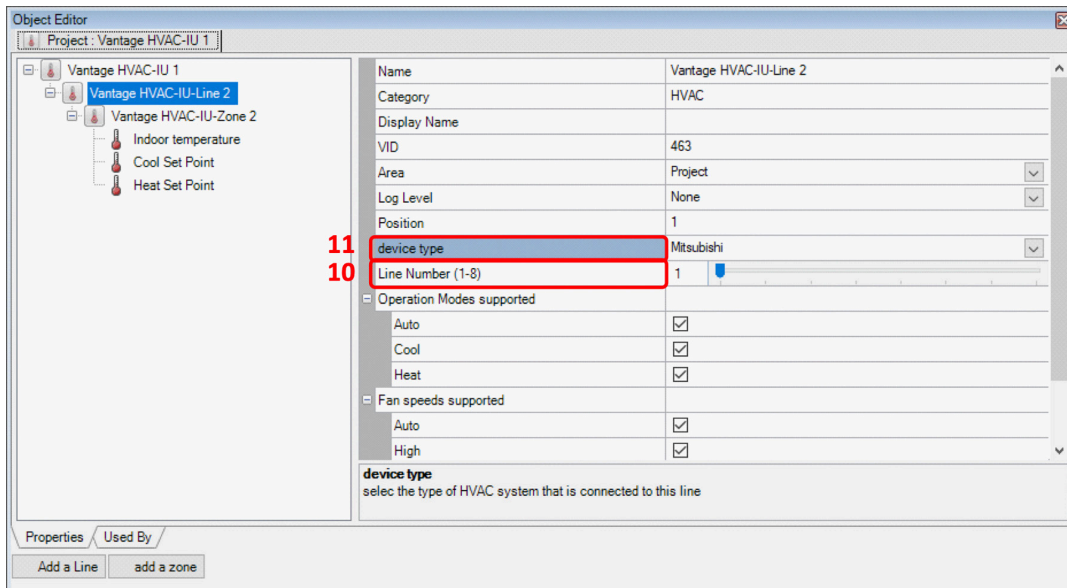 Object Editor
Project : Vantage HVAC-IU 1
Vantage HVAC-IU 1
Vantage HVAC-IU-Line 2
Vantage HVAC-IU-Zone 2
Indoor temperature
Cool Set Point
Heat Set Point
Name Vantage HVAC-IU-Line 2
Category HVAC
Display Name
VID 463
Area Project
Log Level None
Position 1
11 device type Mitsubishi
10 Line Number (1-8) 1
Operation Modes supported
Auto
Cool
Heat
Fan speeds supported
Auto
High
device type
selec the type of HVAC system that is connected to this line
Properties Used By
Add a Line add a zone